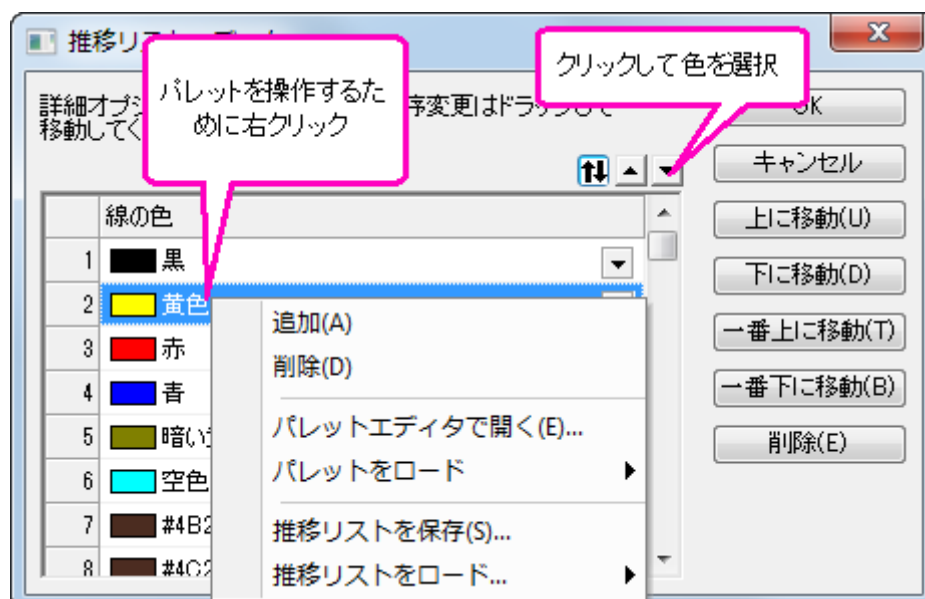 推移リスト
パレットを操作するた
めに右クリック
クリックして色を選択
詳細オプシ
序変更はドラッグして
移動してく
OK
キャンセル
上に移動(U)
下に移動(D)
一番上に移動(T)
一番下に移動(B)
削除(E)
線の色
1 黒
2 黄色
3 赤
4 青
5 暗い
6 空色
7 #4B2
8 #4C2
追加(A)
削除(D)
パレットエディタで開く(E)...
パレットをロード
推移リストを保存(S)...
推移リストをロード...